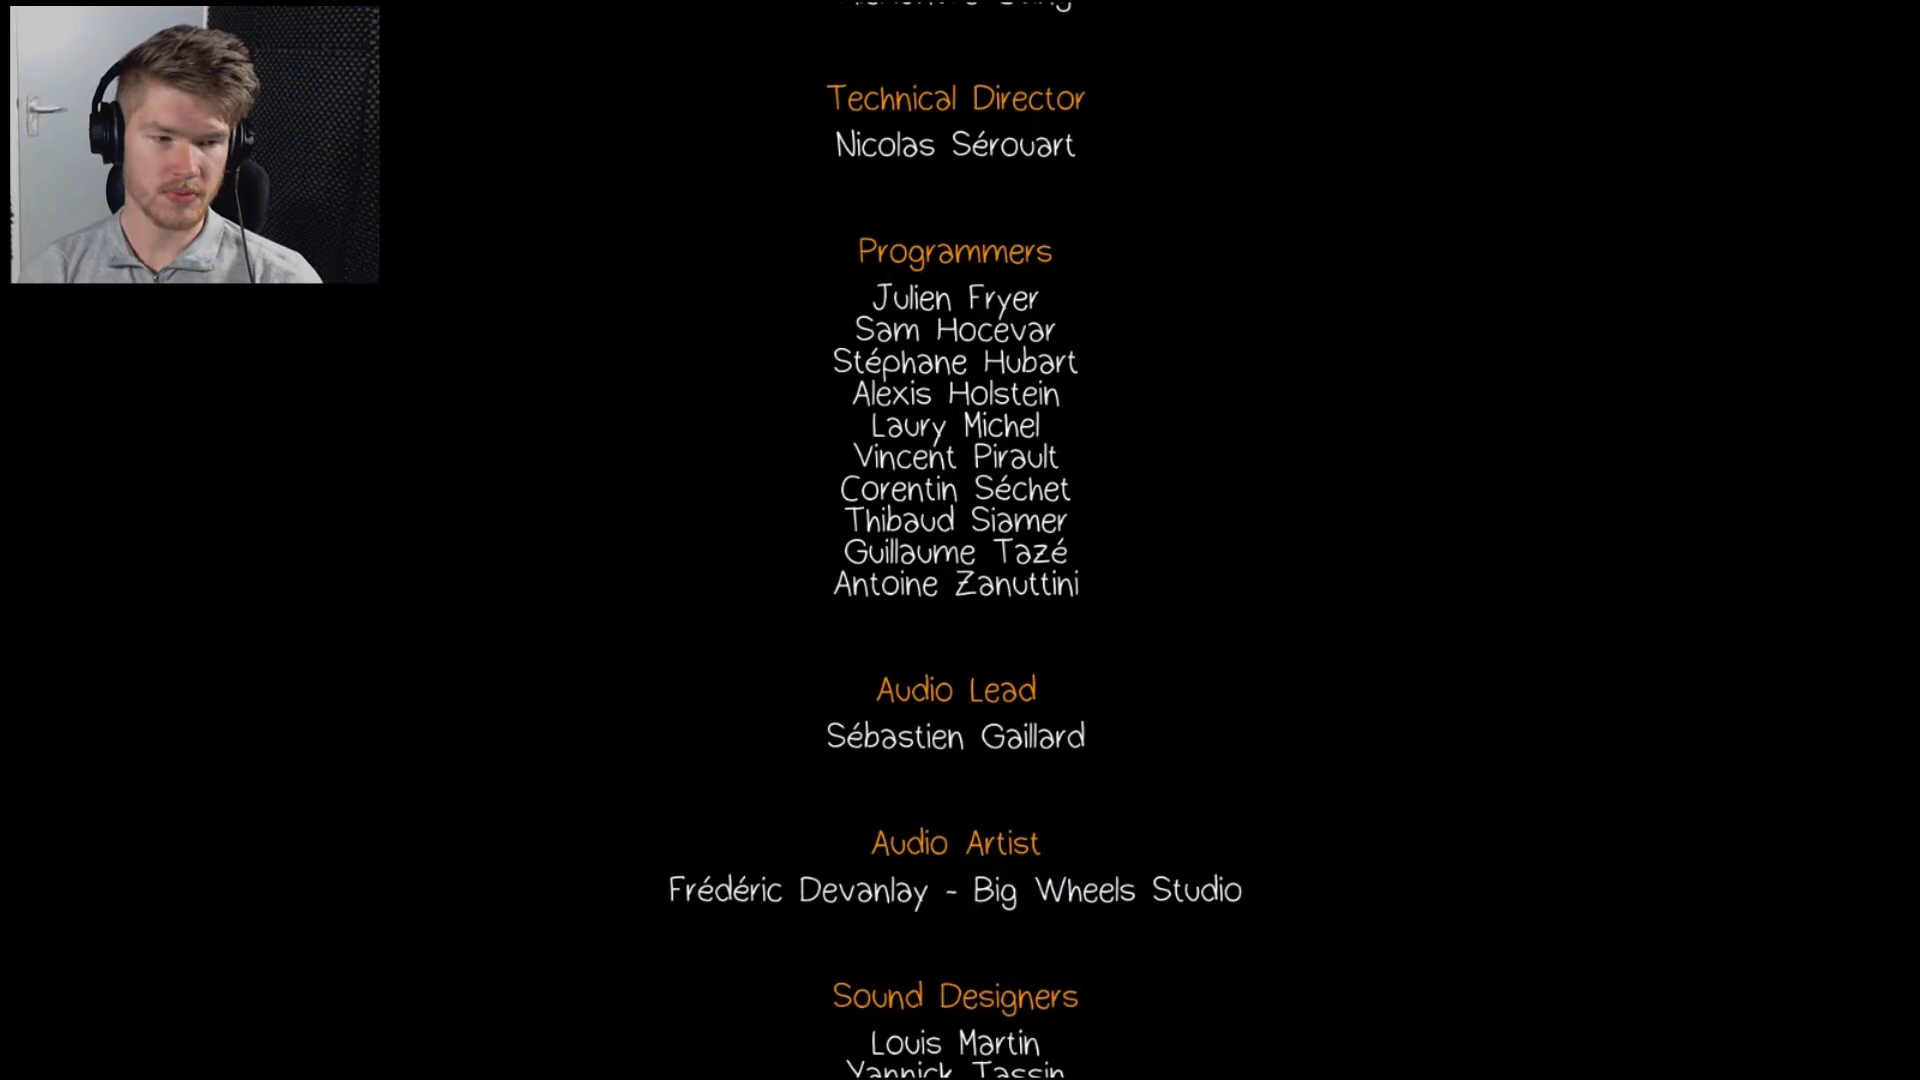 Technical Director
Nicolas Sérouart
Programmers
Julien Fryer
Sam Hocevar
Stéphane Hubart
Alexis Holstein
Laury Michel
Vincent Pirault
Corentin Séchet
Thibaud Siamer
Guillaume Tazé
Antoine Zanuttini
Audio Lead
Sébastien Gaillard
Audio Artist
Frédéric Devanlay - Big Wheels Studio
Sound Designers
Louis Martin
Yannick Tassin